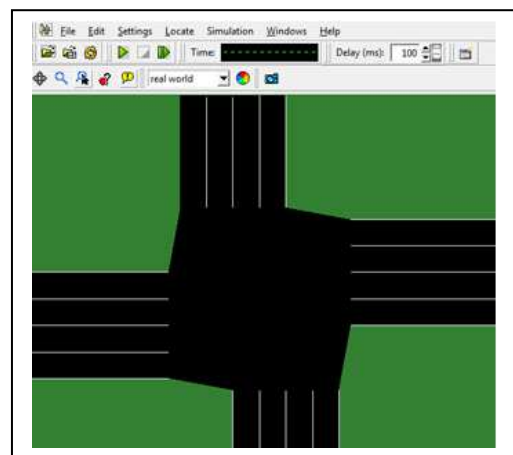 File Edit Settings Locate Simulation Windows Help
Time: Delay (ms): 100
real world